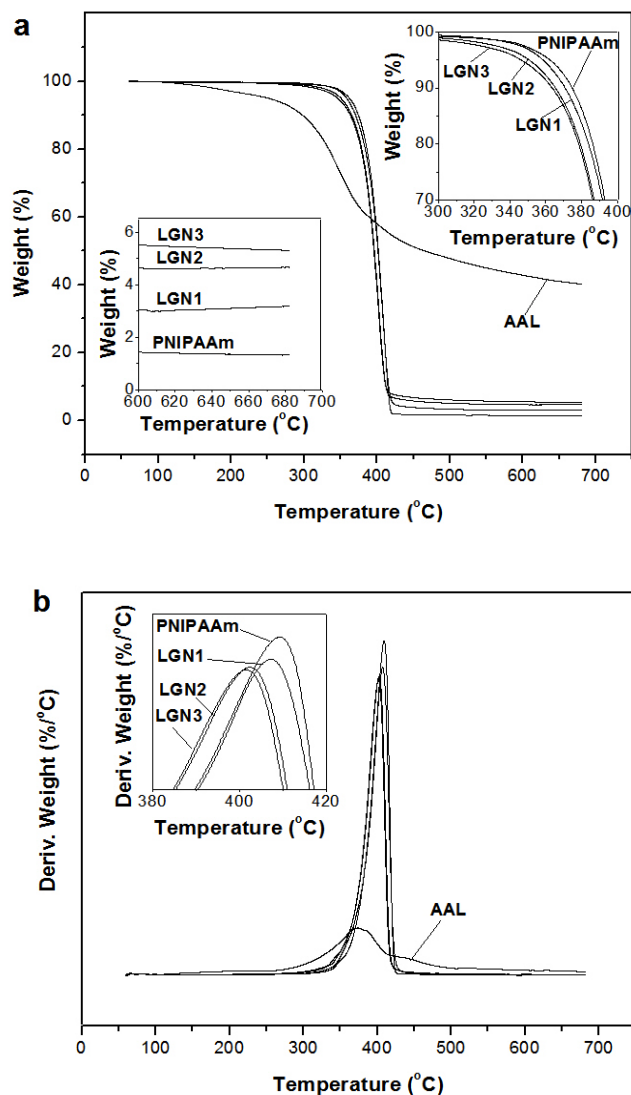 a
100
80
60
40
20
0
Weight (%)
0 100 200 300 400 500 600 700
Temperature (°C)
AAL
100
90
80
70
Weight (%)
300 320 340 360 380 400
Temperature (°C)
PNIPAAm
LGN3
LGN2
LGN1
6
4
2
0
Weight (%)
600 620 640 660 680 700
Temperature (°C)
LGN3
LGN2
LGN1
PNIPAAm
b
Deriv. Weight (%/°C)
0 100 200 300 400 500 600 700
Temperature (°C)
AAL
PNIPAAm
LGN1
LGN2
LGN3
Deriv. Weight (%/°C)
380 400 420
Temperature (°C)